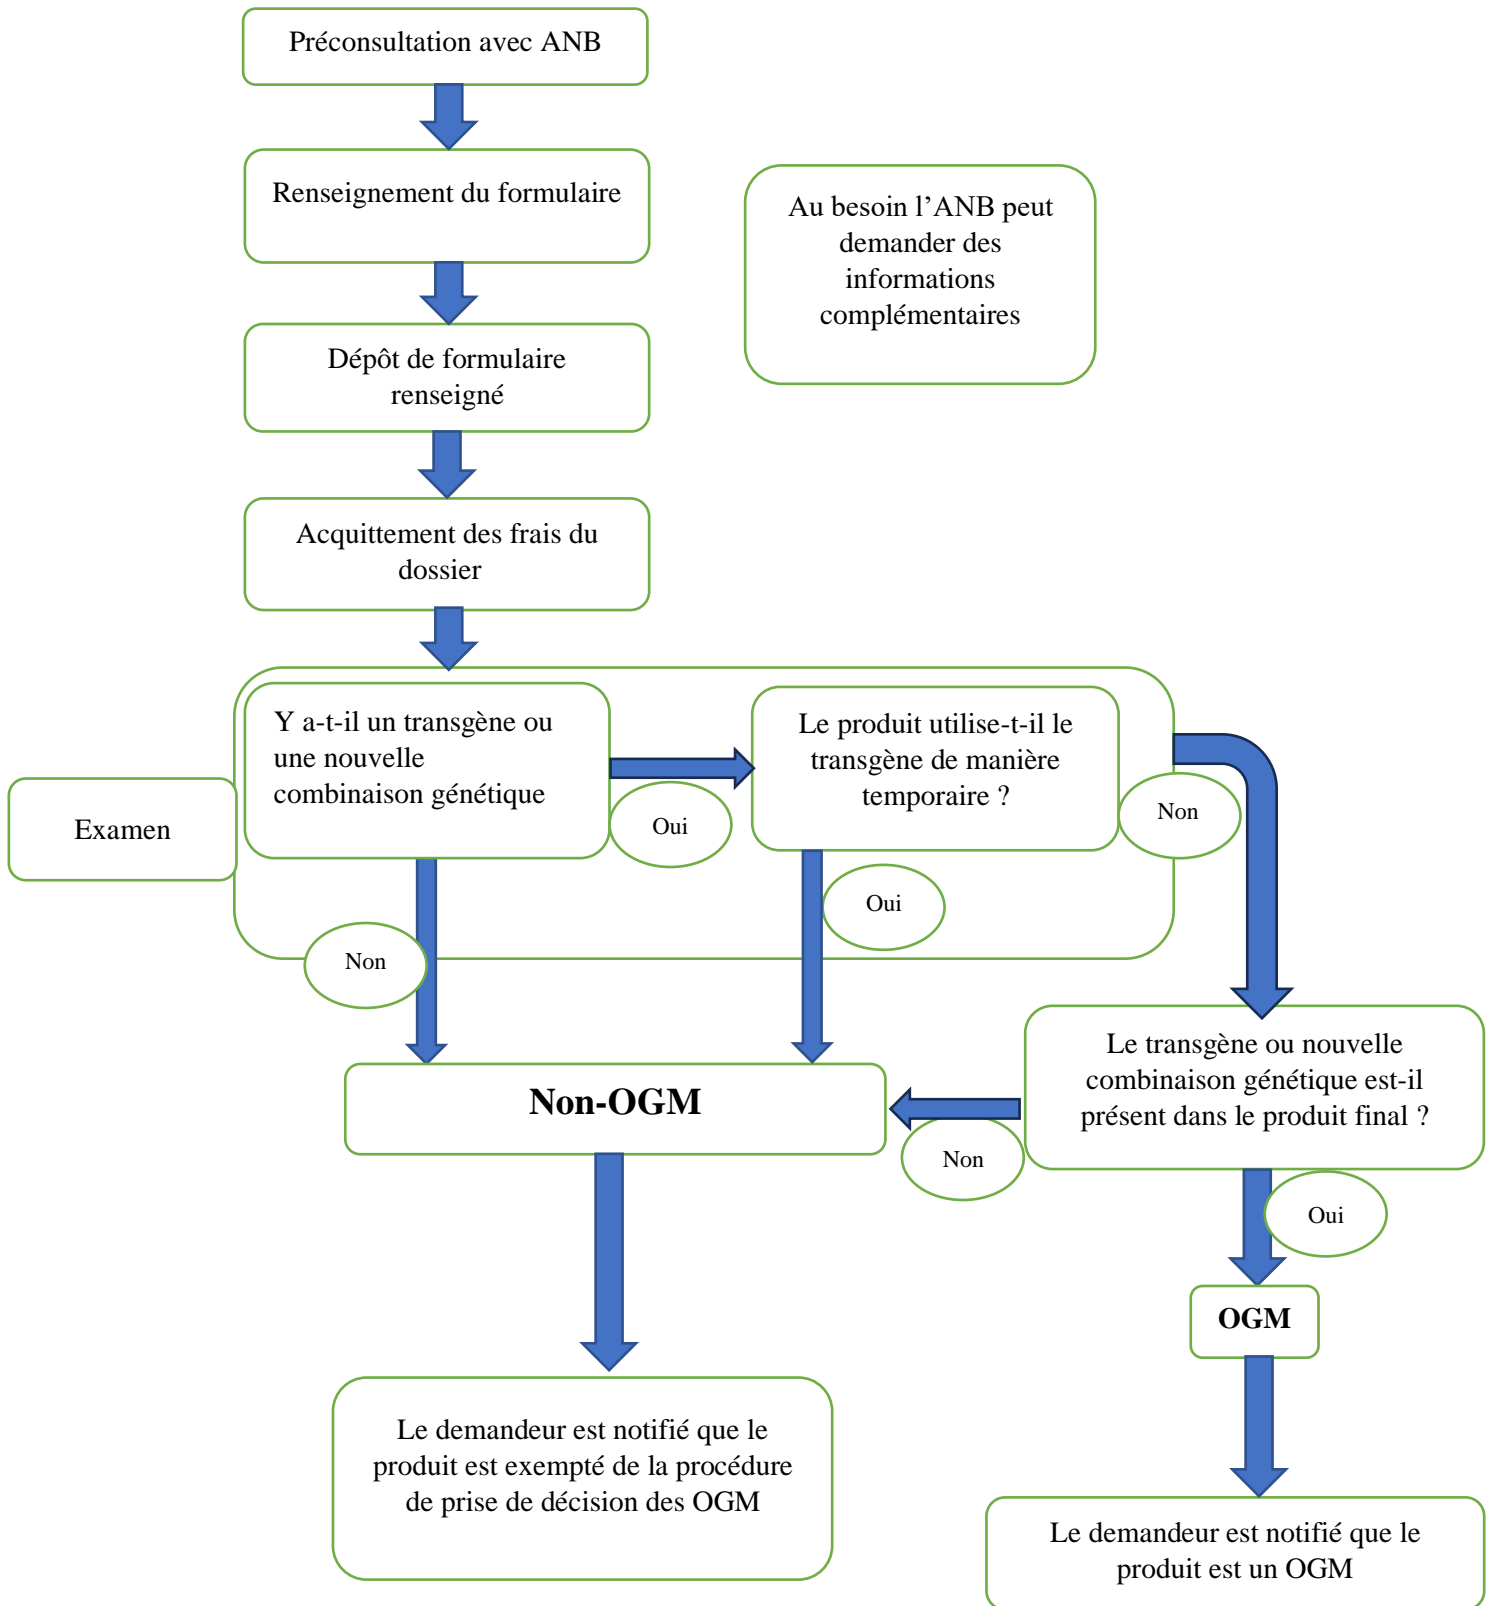 Préconsultation avec ANB
Renseignement du formulaire
Au besoin l’ANB peut
demander des
informations
complémentaires
Dépôt de formulaire
renseigné
Acquittement des frais du
dossier
Examen
Y a-t-il un transgène ou
une nouvelle
combinaison génétique
Oui
Le produit utilise-t-il le
transgène de manière
temporaire ?
Non
Oui
Non
Le transgène ou nouvelle
combinaison génétique est-il
présent dans le produit final ?
Non-OGM
Non
Oui
OGM
Le demandeur est notifié que le
produit est exempté de la procédure
de prise de décision des OGM
Le demandeur est notifié que le
produit est un OGM